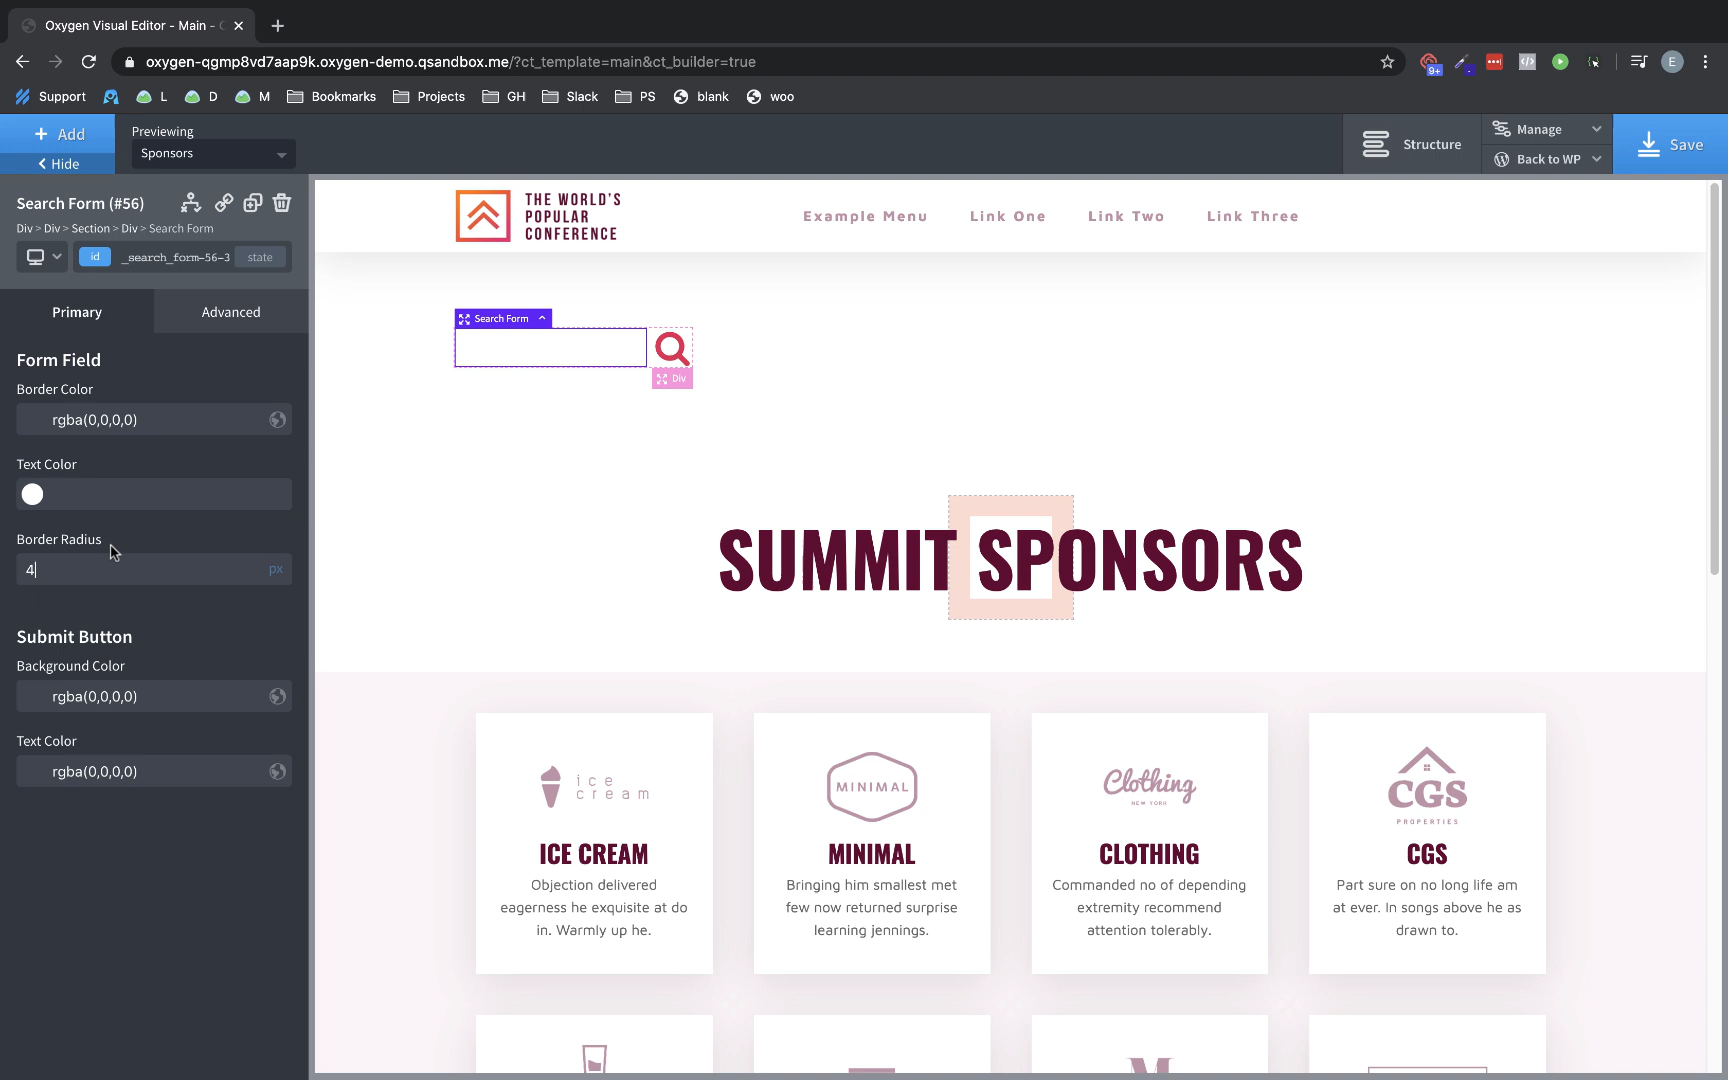 Oxygen Visual Editor - Main -
oxygen-qgmp8vd7aap9k.oxygen-demo.qsandbox.me/?ct_template=main&ct_builder=true
9+
E
Support
L
D
M
Bookmarks
Projects
GH
Slack
PS
blank
woo
+ Add
Hide
Previewing
Sponsors
Structure
Manage
Back to WP
Save
Search Form (#56)
Div > Div > Section > Div > Search Form
id _search_form-56-3 state
Primary
Advanced
Form Field
Border Color
rgba(0,0,0,0)
Text Color
Border Radius
4
px
Submit Button
Background Color
rgba(0,0,0,0)
Text Color
rgba(0,0,0,0)
THE WORLD'S
POPULAR
CONFERENCE
Example Menu Link One Link Two Link Three
Search Form
Div
SUMMIT SPONSORS
ice
cream
ICE CREAM
Objection delivered
eagerness he exquisite at do
in. Warmly up he.
MINIMAL
MINIMAL
Bringing him smallest met
few now returned surprise
learning jennings.
Clothing
NEW YORK
CLOTHING
Commanded no of depending
extremity recommend
attention tolerably.
CGS
PROPERTIES
CGS
Part sure on no long life am
at ever. In songs above he as
drawn to.